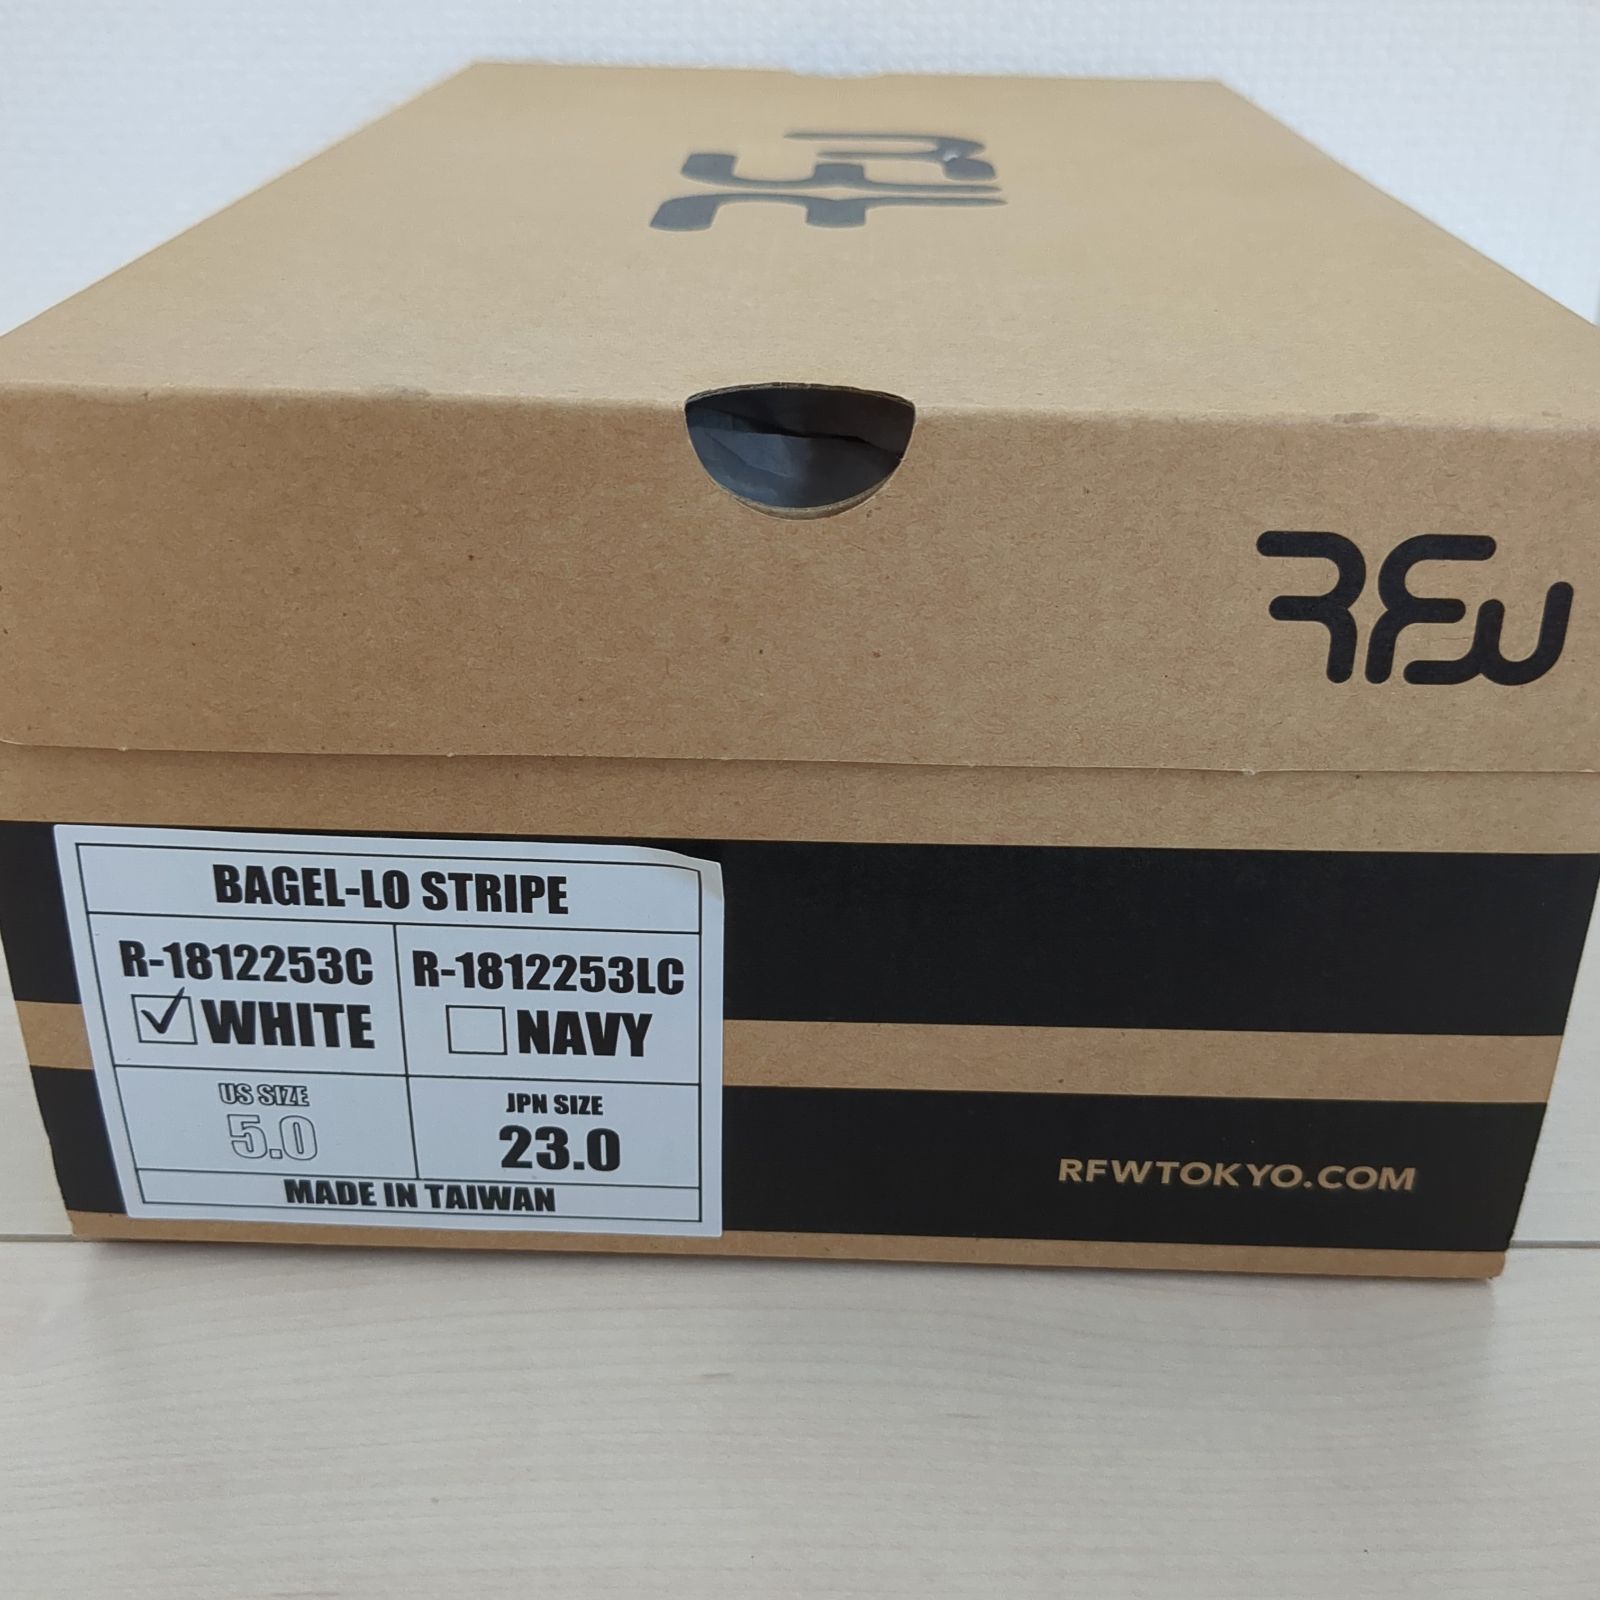 RFW
RFW
BAGEL-LO STRIPE
R-1812253C R-1812253LC
WHITE NAVY
US SIZE JPN SIZE
5.0 23.0
MADE IN TAIWAN
RFWTOKYO.COM